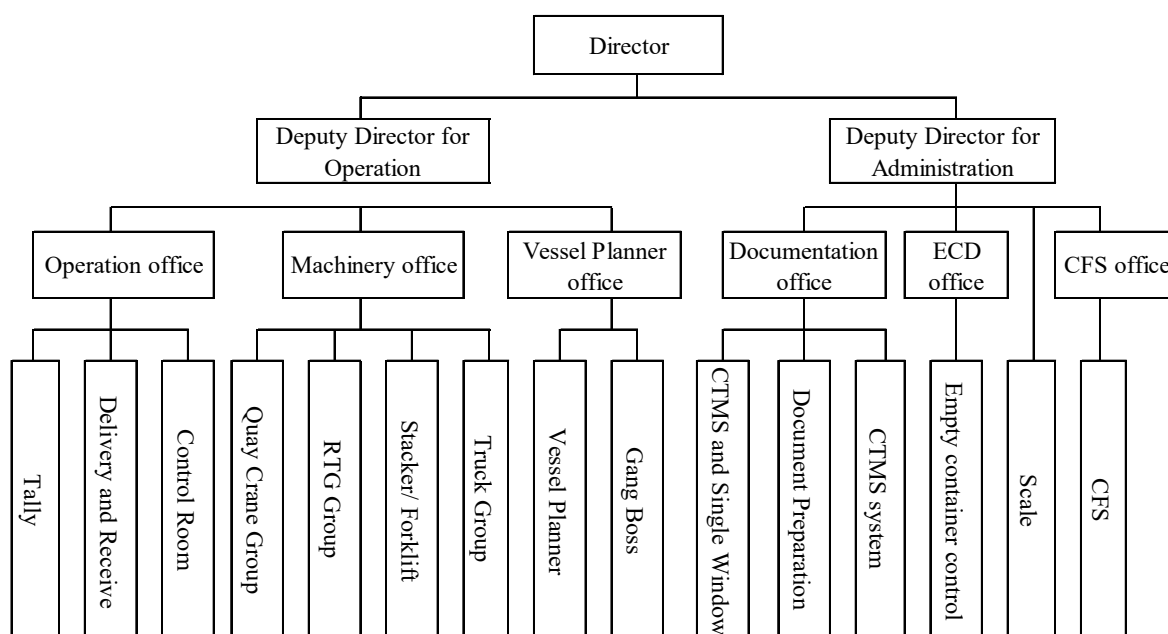 Director
Deputy Director for
Operation
Deputy Director for
Administration
Operation office
Machinery office
Vessel Planner
office
Documentation
office
ECD
office
CFS office
Tally
Delivery and Receive
Control Room
Quay Crane Group
RTG Group
Stacker/ Forklift
Truck Group
Vessel Planner
Gang Boss
CTMS and Single Window
Document Preparation
CTMS system
Empty container control
Scale
CFS